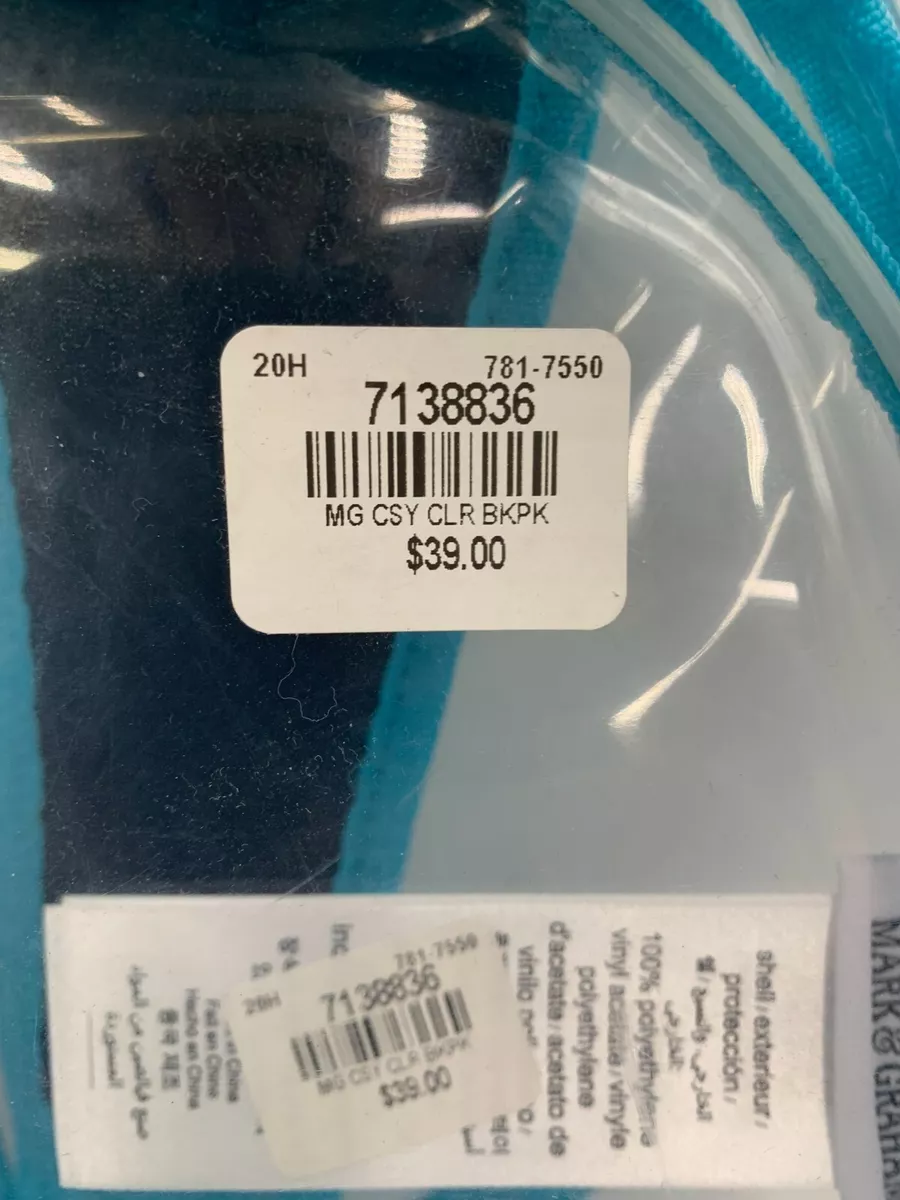 20H 781-7550
7138836
MG CSY CLR BKPK
$39.00
shell / exterieur /
protección /
100% polyethylene
vinyl acetate / vinyle
polyethylene
d'acetate / acetato de
vinilo
inc
781-7550
20H
7138836
MG CSY CLR BKPK
$39.00
China
Fait en Chine
Hecho en China
MARK & GRAHAM